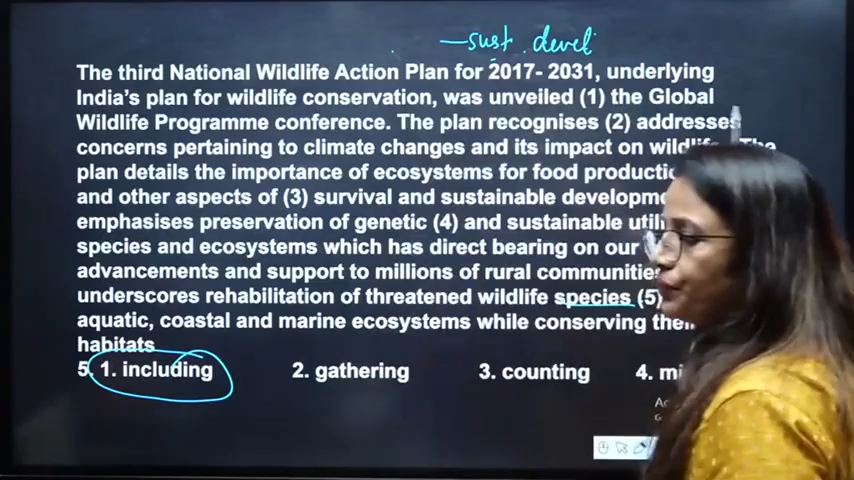 —sust. devel
The third National Wildlife Action Plan for 2017- 2031, underlying
India's plan for wildlife conservation, was unveiled (1) the Global
Wildlife Programme conference. The plan recognises (2) addresses
concerns pertaining to climate changes and its impact on The
plan details the importance of ecosystems for food
and other aspects of (3) survival and sustainable
emphasises preservation of genetic (4) and sustainable
species and ecosystems which has direct bearing on our
advancements and support to millions of rural
underscores rehabilitation of threatened wildlife species (5)
aquatic, coastal and marine ecosystems while conserving
habitats
5. 1. including 2. gathering 3. counting 4.